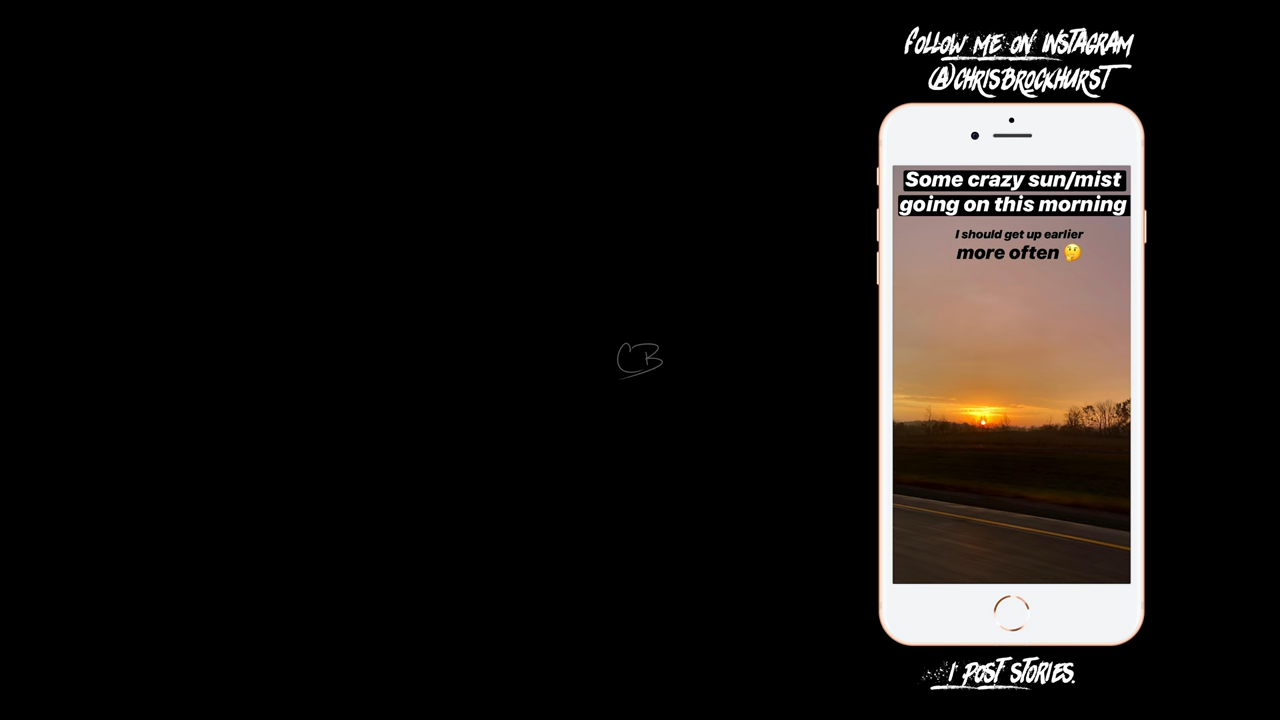 FOLLOW ME ON INSTAGRAM
@CHRISBROCKHURST
Some crazy sun/mist
going on this morning
I should get up earlier
more often 🤔
CB
I POST STORIES.